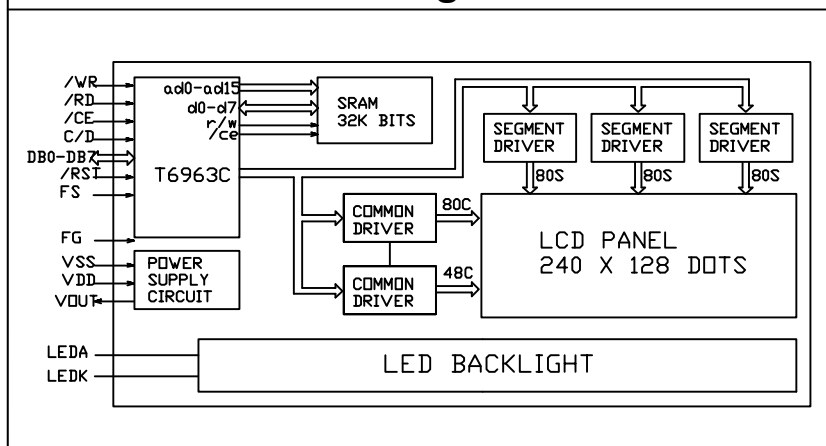 /WR
/RD
/CE
C/D
DB0-DB7
/RST
FS
FG
VSS
VDD
VOUT
LEDA
LEDK
ad0-ad15
d0-d7
r/w
/ce
T6963C
POWER
SUPPLY
CIRCUIT
SRAM
32K BITS
SEGMENT
DRIVER
SEGMENT
DRIVER
SEGMENT
DRIVER
80S
80S
80S
COMMON
DRIVER
80C
COMMON
DRIVER
48C
LCD PANEL
240 X 128 DOTS
LED BACKLIGHT